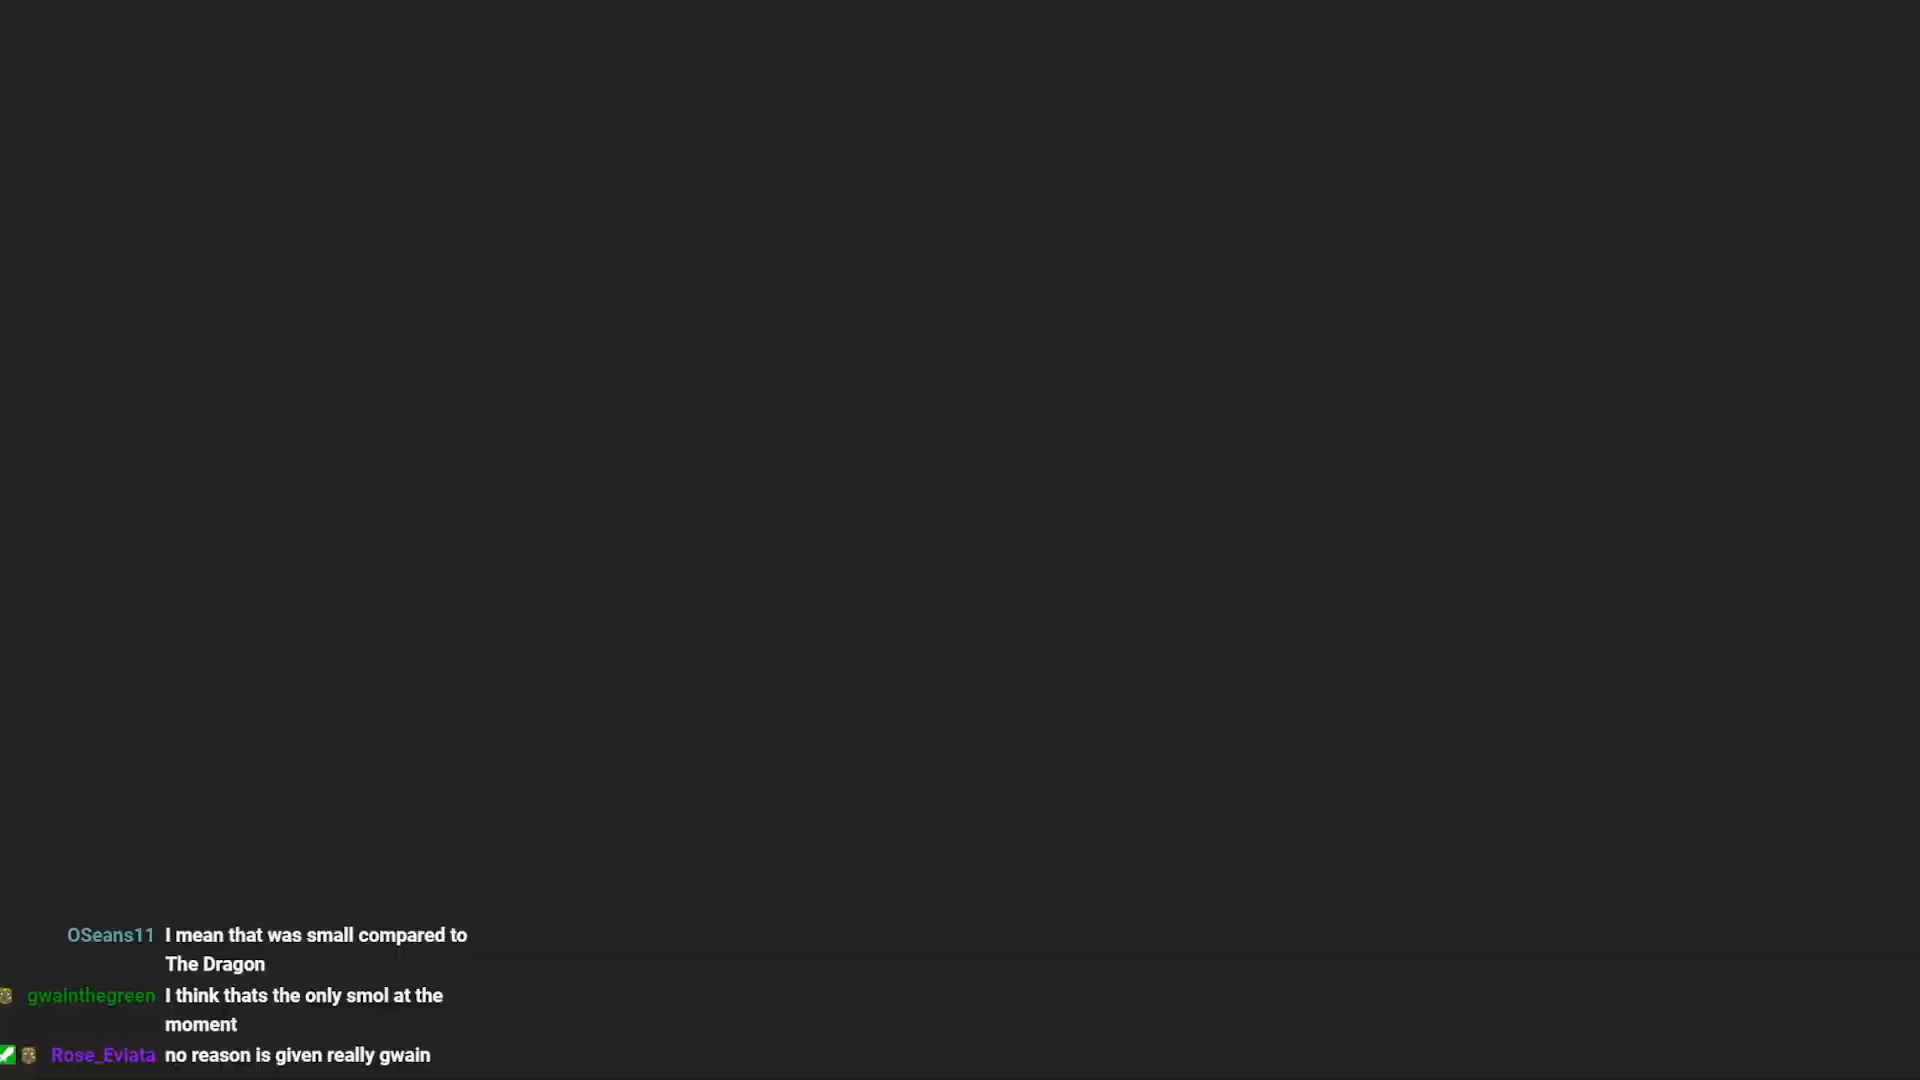 OSeans11 I mean that was small compared to
The Dragon
gwainthegreen I think thats the only smol at the
moment
Rose_Eviata no reason is given really gwain